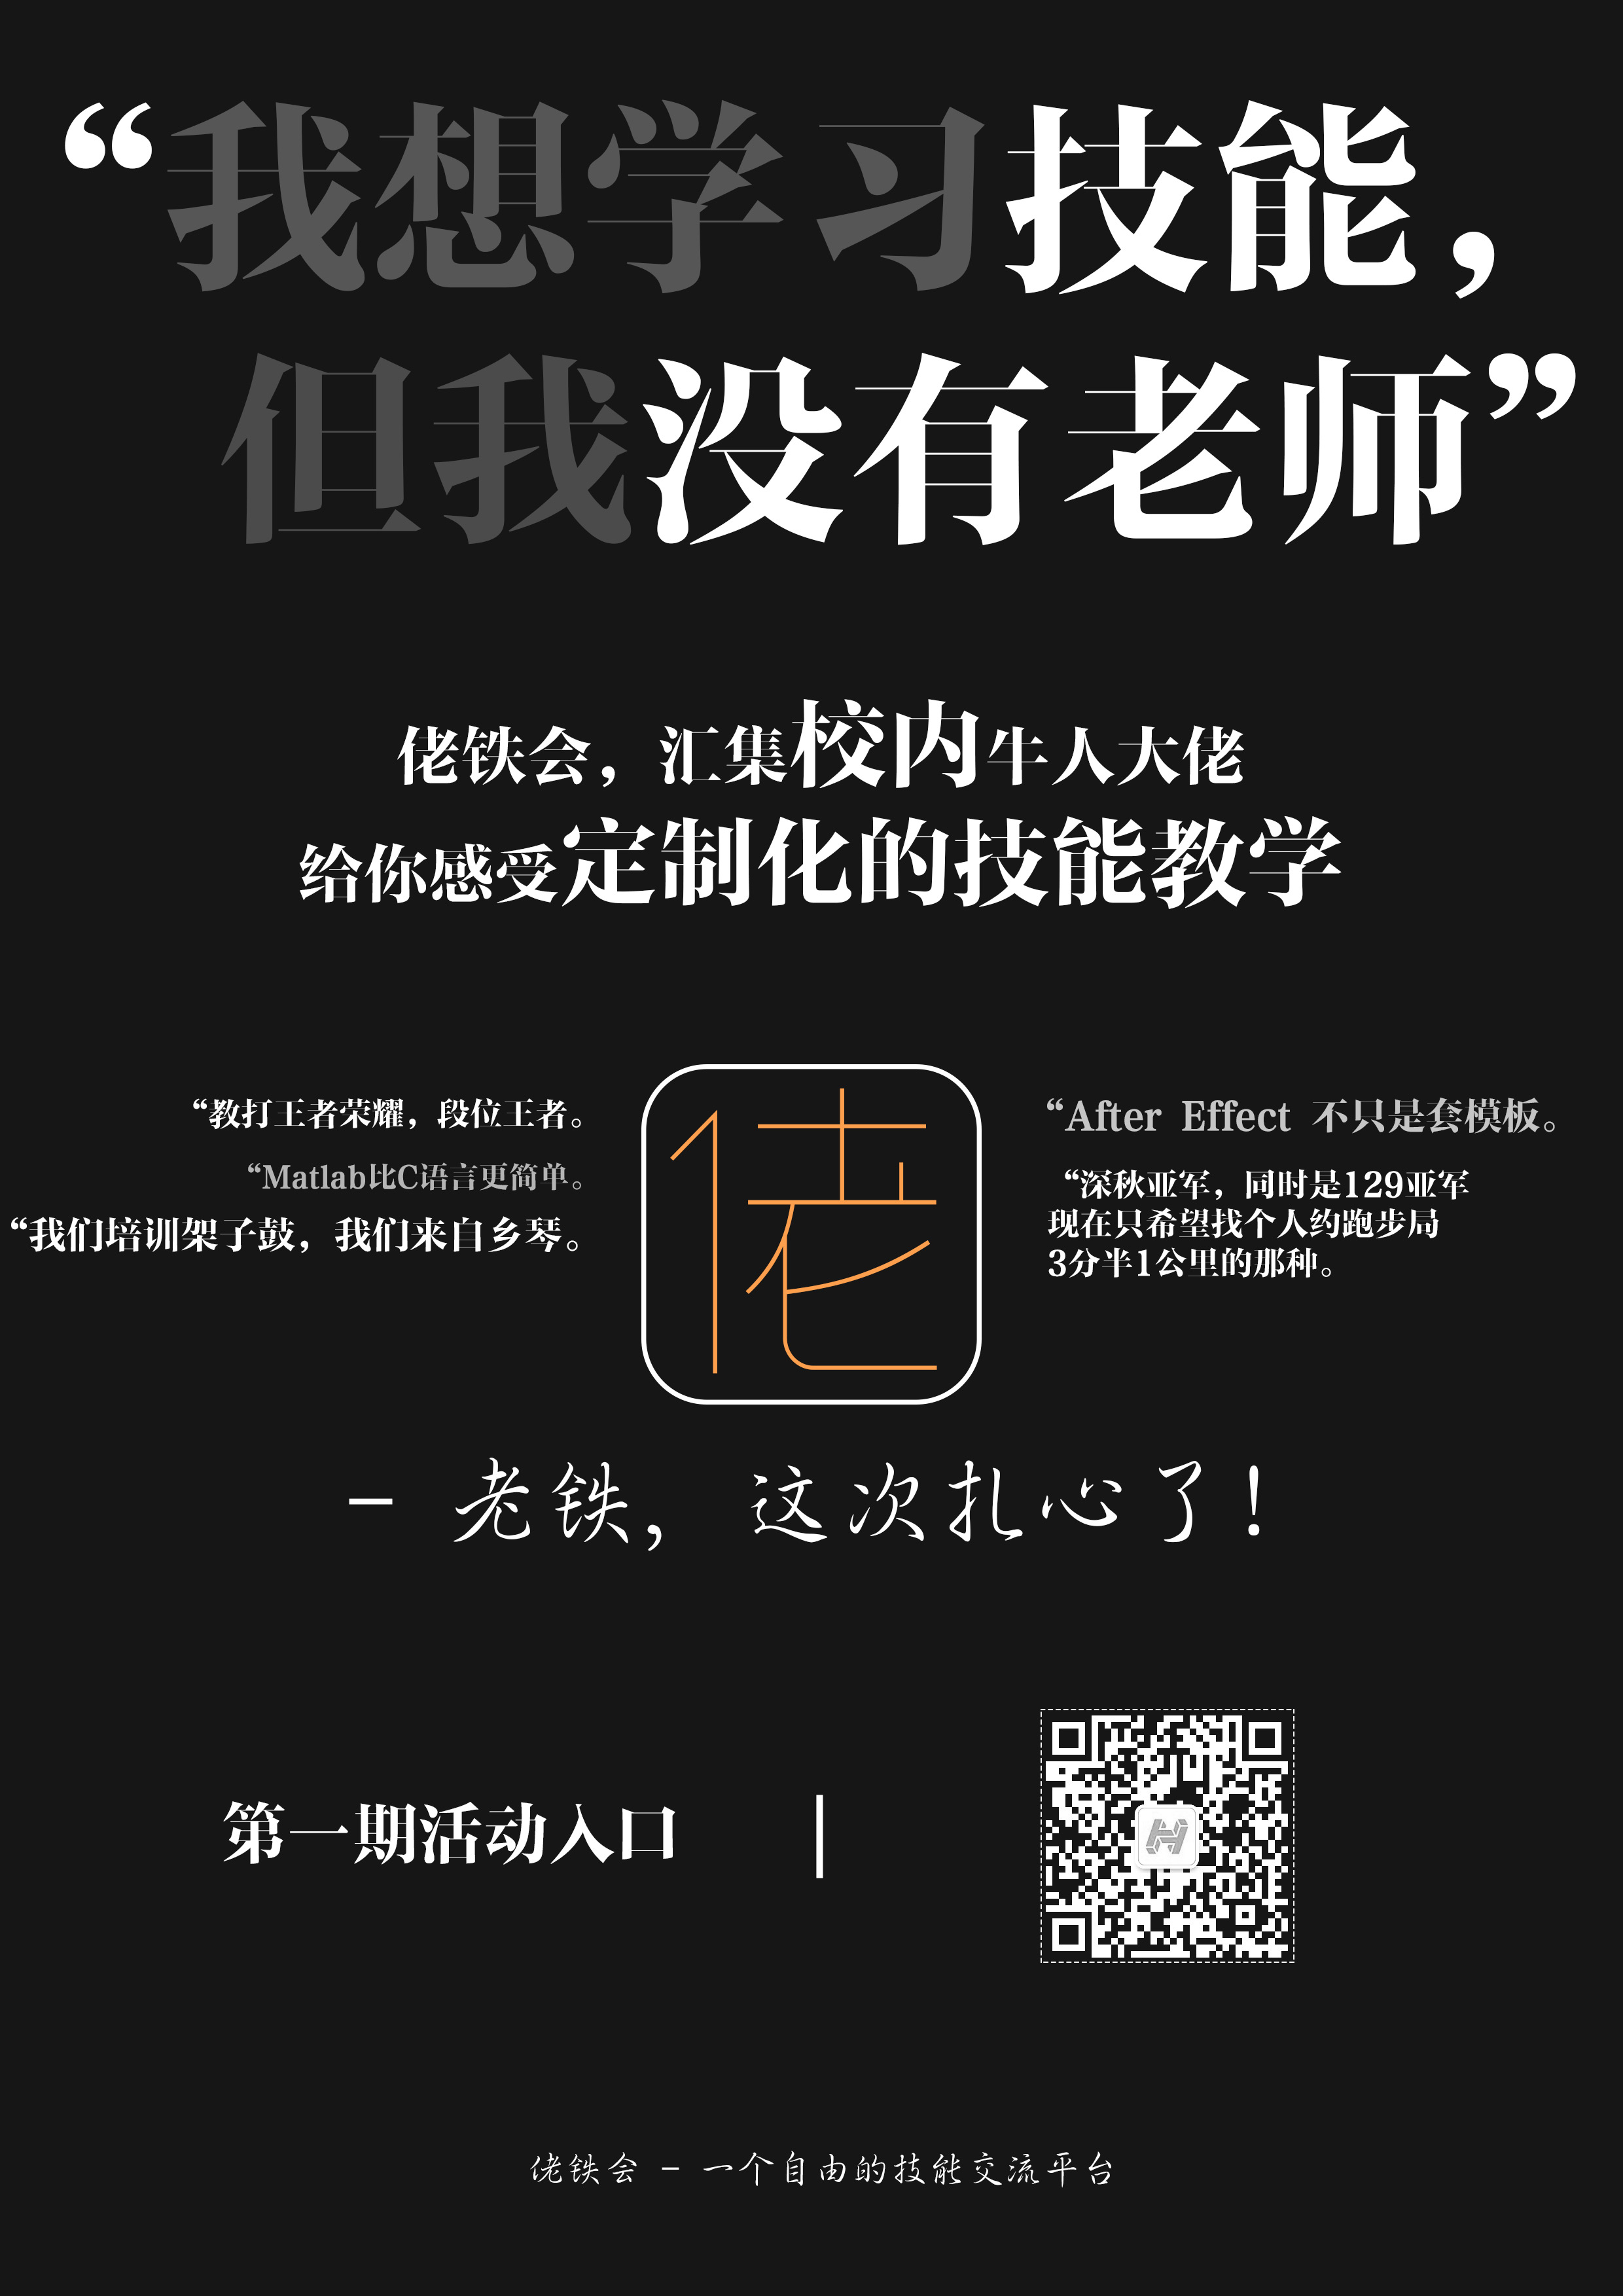 “我想学习技能，
但我没有老师”
佬铁会，汇集校内牛人大佬
给你感受定制化的技能教学
“教打王者荣耀，段位王者。
“Matlab比C语言更简单。
“我们培训架子鼓，我们来自乡琴。
佬
“After Effect 不只是套模板。
“深秋亚军，同时是129亚军
现在只希望找个人约跑步局
3分半1公里的那种。
– 老铁，这次扎心了!
第一期活动入口 |
佬铁会 – 一个自由的技能交流平台